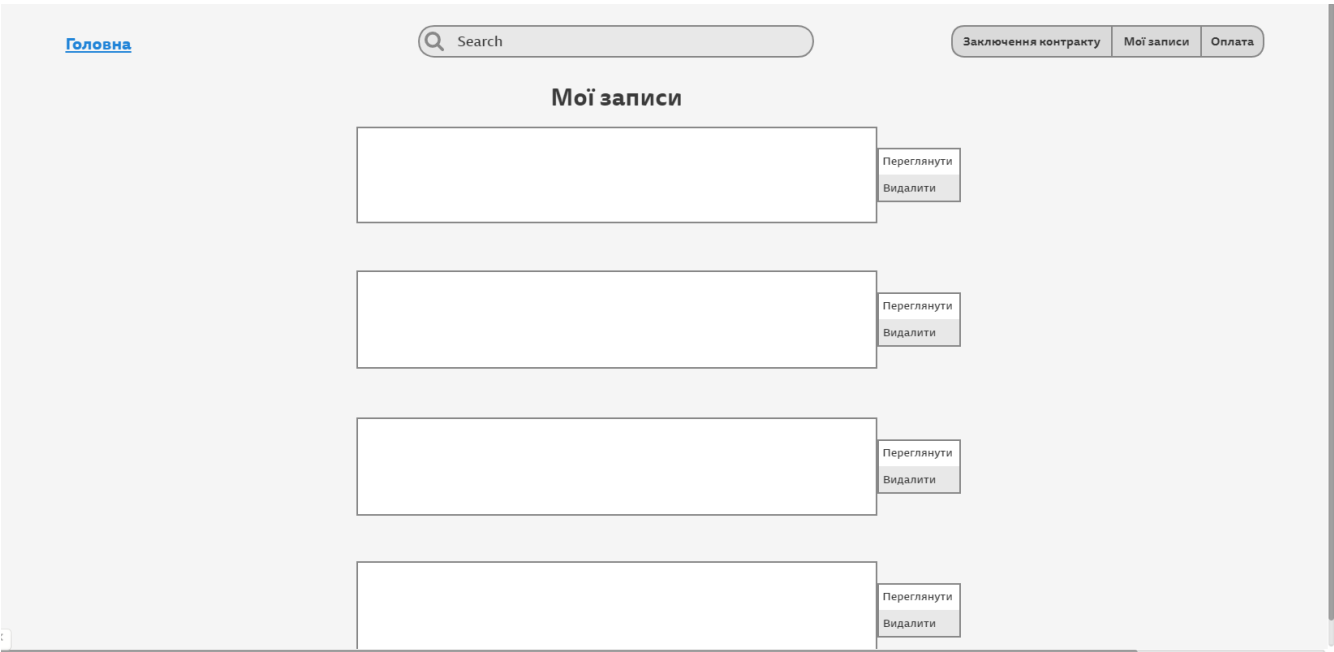 Головна
Search
Заключення контракту
Мої записи
Оплата
Мої записи
Переглянути
Видалити
Переглянути
Видалити
Переглянути
Видалити
Переглянути
Видалити